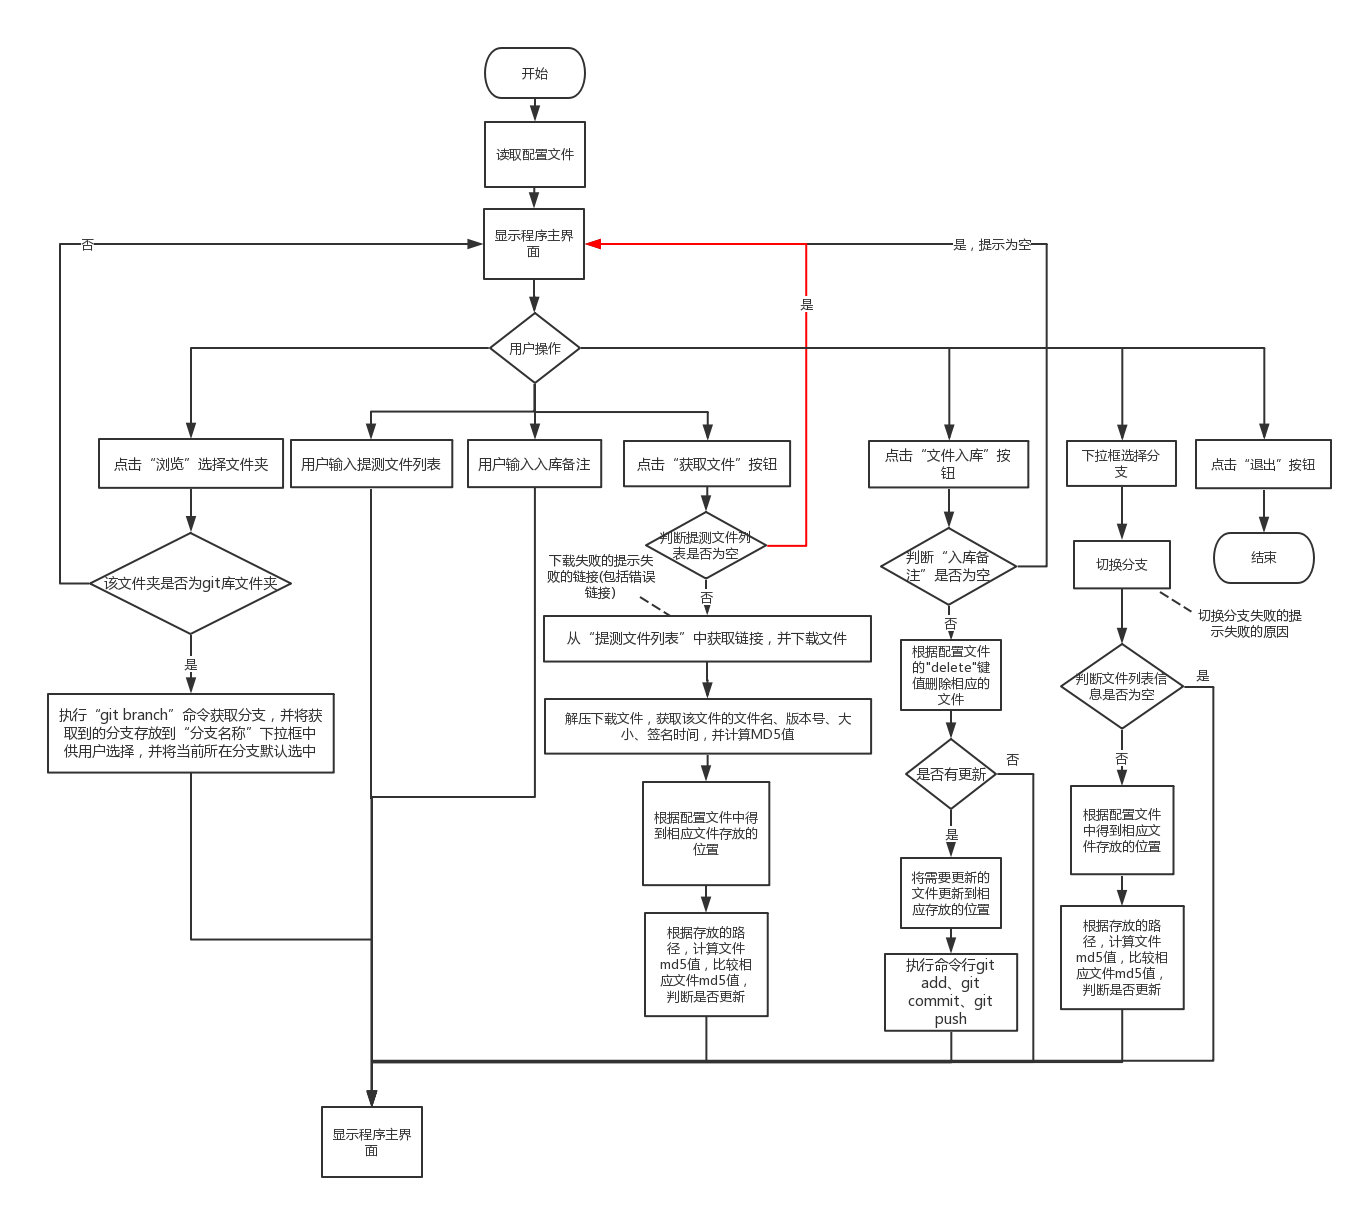 开始
读取配置文件
显示程序主界
面
否
是，提示为空
是
用户操作
点击“浏览”选择文件夹
用户输入提测文件列表
用户输入入库备注
点击“获取文件”按钮
点击“文件入库”按
钮
下拉框选择分
支
点击“退出”按钮
该文件夹是否为git库文件夹
是
执行“git branch”命令获取分支，并将获
取到的分支存放到“分支名称”下拉框中
供用户选择，并将当前所在分支默认选中
判断提测文件列
表是否为空
下载失败的提示失
败的链接(包括错误
链接)
否
从“提测文件列表”中获取链接，并下载文件
解压下载文件，获取该文件的文件名、版本号、大
小、签名时间，并计算MD5值
根据配置文件中得
到相应文件存放的
位置
根据存放的路
径，计算文件
md5值，比较相
应文件md5值，
判断是否更新
判断“入库备
注”是否为空
否
根据配置文件
的"delete"键
值删除相应的
文件
是否有更新
否
是
将需要更新的
文件更新到相
应存放的位置
执行命令行git
add、git
commit、git
push
切换分支
切换分支失败的提
示失败的原因
判断文件列表信
息是否为空
是
否
根据配置文件
中得到相应文
件存放的位置
根据存放的路
径，计算文件
md5值，比较相
应文件md5值，
判断是否更新
结束
显示程序主界
面